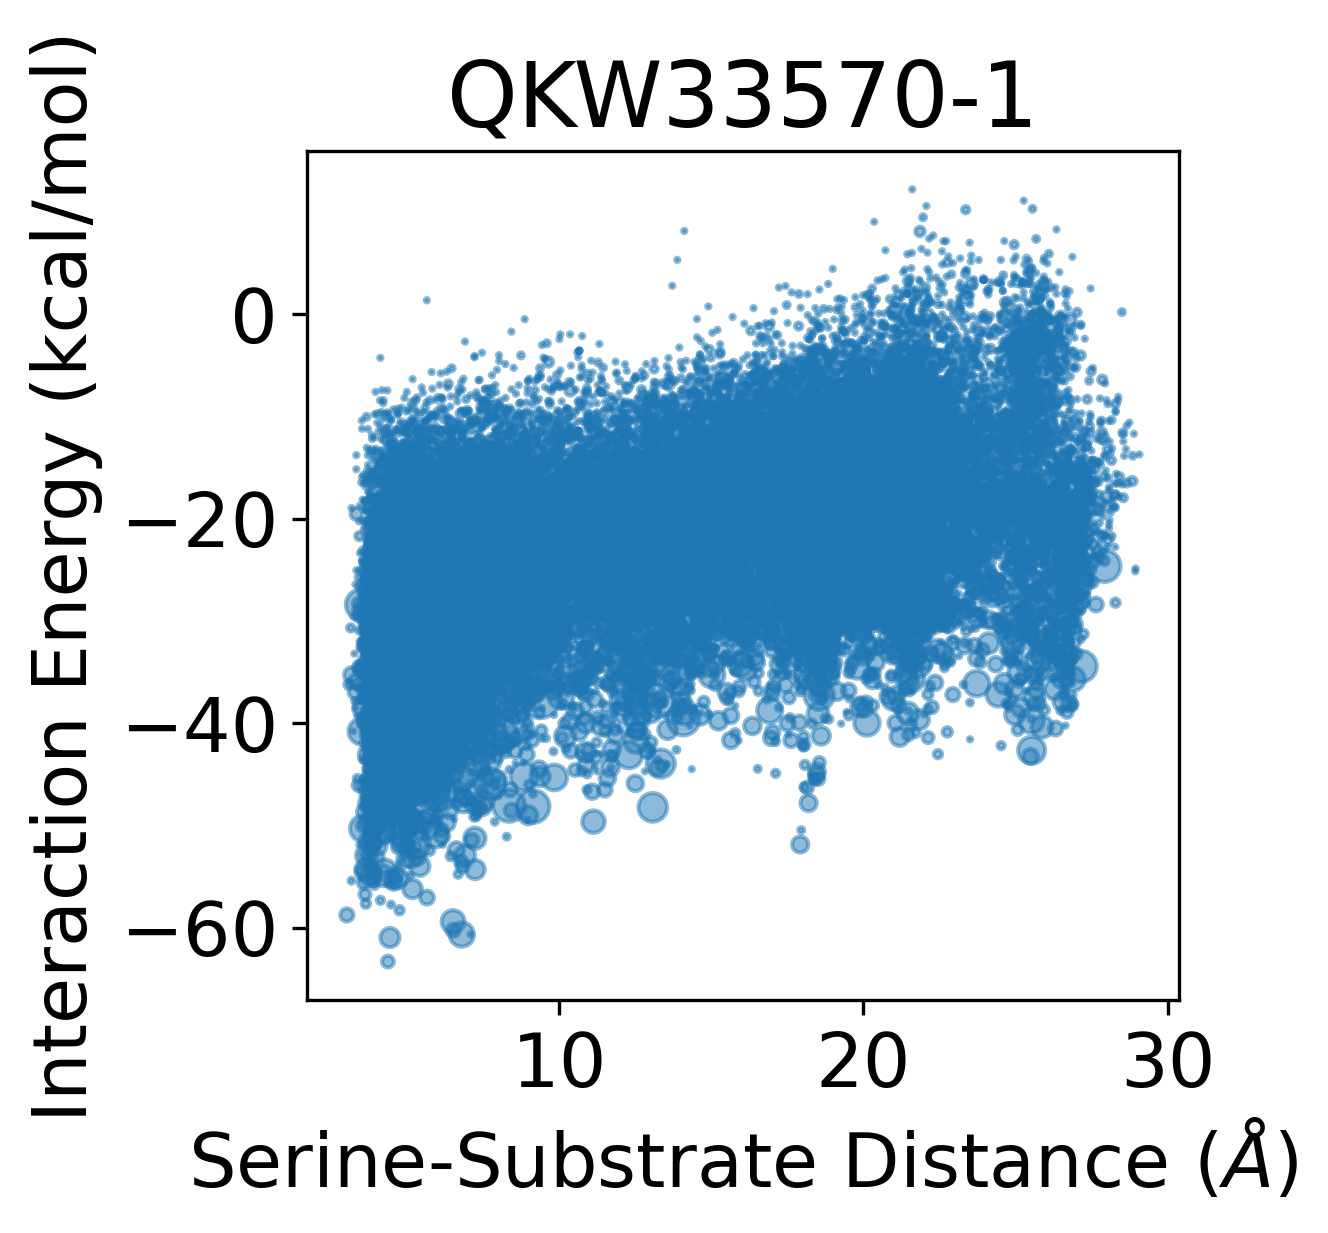 QKW33570-1
Interaction Energy (kcal/mol)
0
−20
−40
−60
10 20 30
Serine-Substrate Distance (Å)